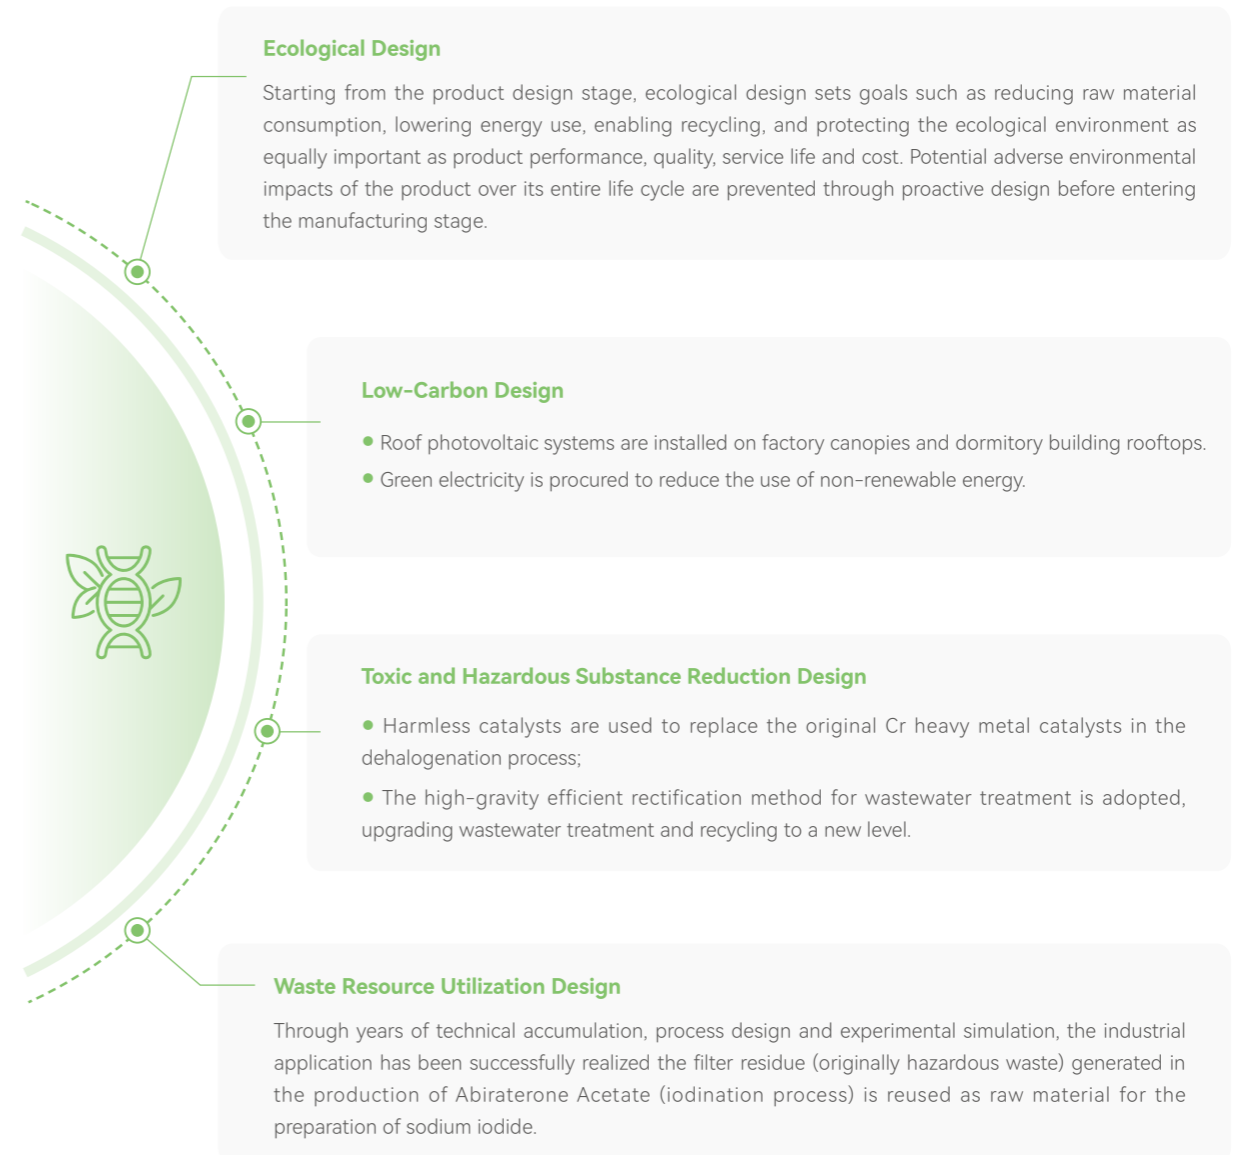 Ecological Design
Starting from the product design stage, ecological design sets goals such as reducing raw material
consumption, lowering energy use, enabling recycling, and protecting the ecological environment as
equally important as product performance, quality, service life and cost. Potential adverse environmental
impacts of the product over its entire life cycle are prevented through proactive design before entering
the manufacturing stage.
Low-Carbon Design
● Roof photovoltaic systems are installed on factory canopies and dormitory building rooftops.
● Green electricity is procured to reduce the use of non-renewable energy.
Toxic and Hazardous Substance Reduction Design
● Harmless catalysts are used to replace the original Cr heavy metal catalysts in the
dehalogenation process;
● The high-gravity efficient rectification method for wastewater treatment is adopted,
upgrading wastewater treatment and recycling to a new level.
Waste Resource Utilization Design
Through years of technical accumulation, process design and experimental simulation, the industrial
application has been successfully realized the filter residue (originally hazardous waste) generated in
the production of Abiraterone Acetate (iodination process) is reused as raw material for the
preparation of sodium iodide.